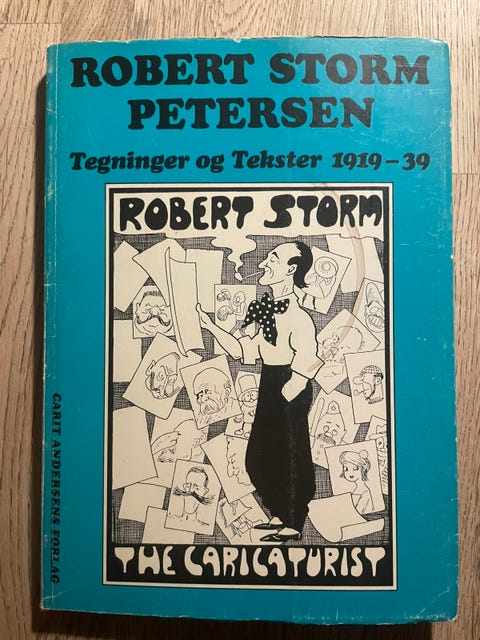 ROBERT STORM
PETERSEN
Tegninger og Tekster 1919-39
ROBERT STORM
THE CARICATURIST
CARIT ANDERSENS FORLAG